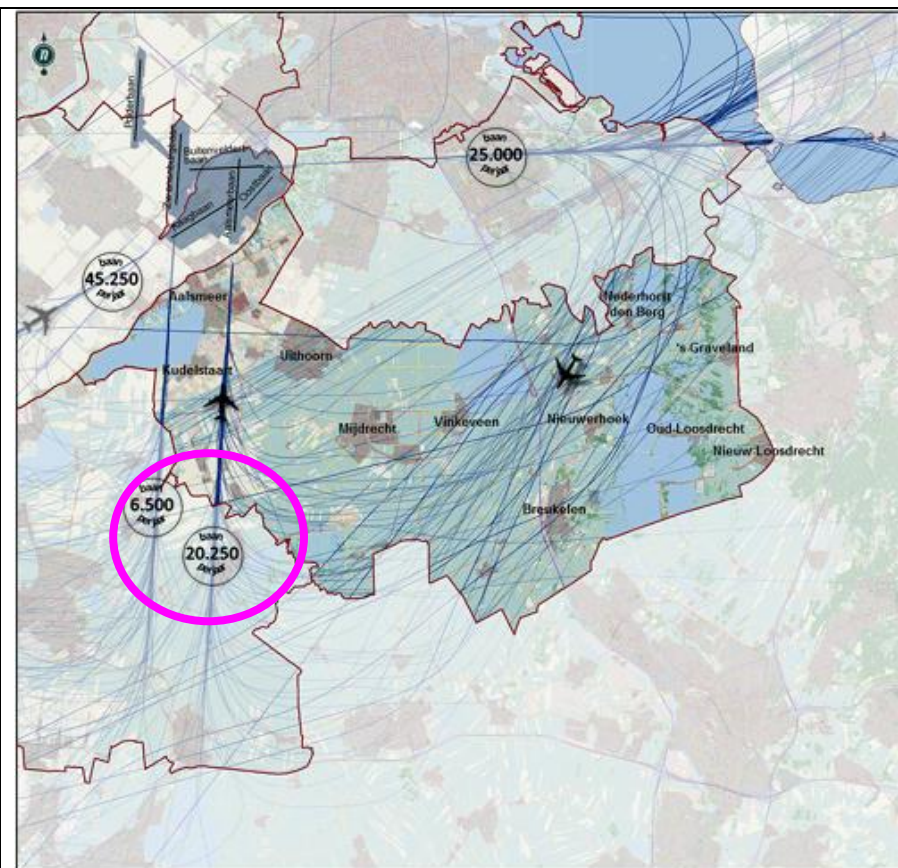 n
Polderbaan
Buitenveldert
baan
Kaagbaan
Aalsmeerbaan
Oostbaan
baan
25.000
per jaar
baan
45.250
per jaar
Aalsmeer
Nederhorst
den Berg
Uithoorn
's Graveland
Kudelstaart
Mijdrecht
Vinkeveen
Nieuwerhoek
Oud-Loosdrecht
Nieuw-Loosdrecht
baan
6.500
per jaar
Breukelen
baan
20.250
per jaar